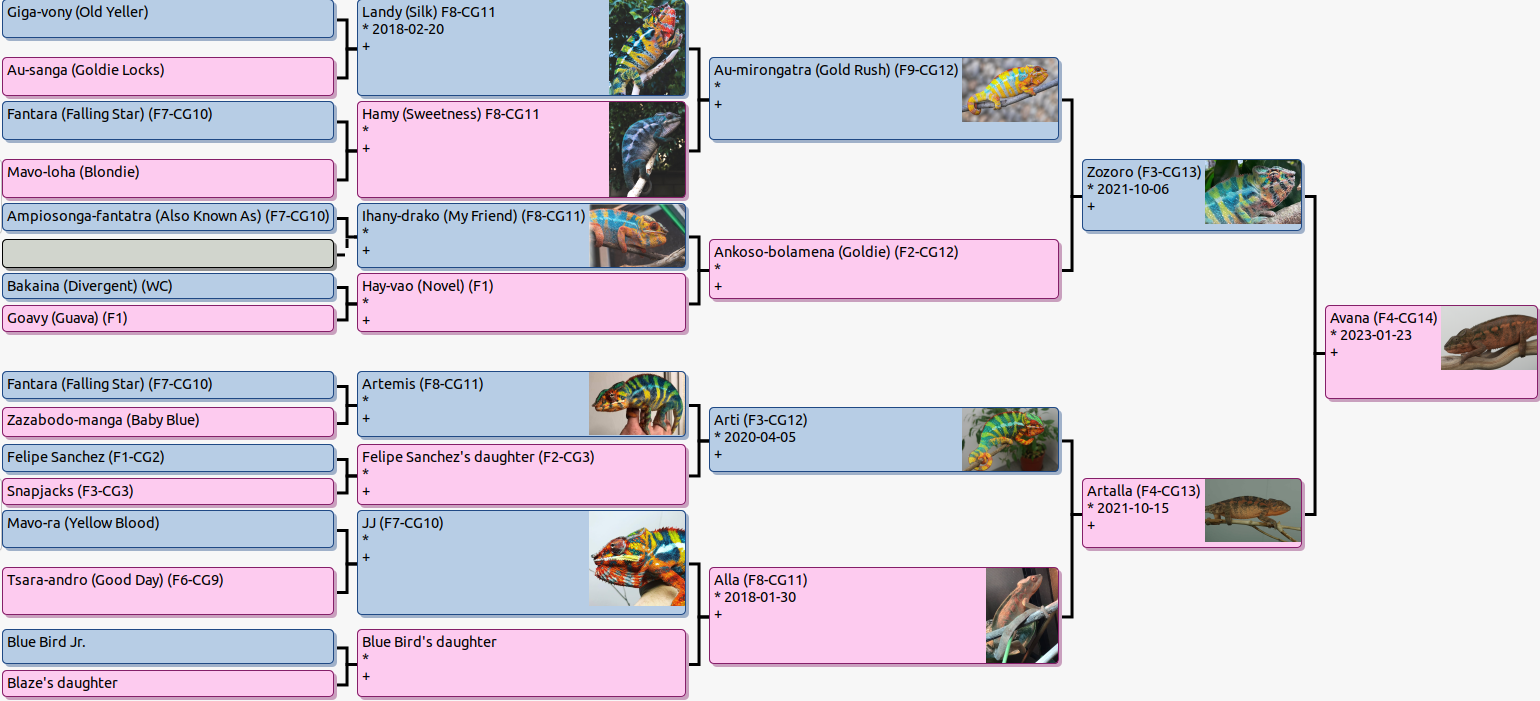 Giga-vony (Old Yeller)
Au-sanga (Goldie Locks)
Fantara (Falling Star) (F7-CG10)
Mavo-loha (Blondie)
Ampiosonga-fantatra (Also Known As) (F7-CG10)
Bakaina (Divergent) (WC)
Goavy (Guava) (F1)
Fantara (Falling Star) (F7-CG10)
Zazabodo-manga (Baby Blue)
Felipe Sanchez (F1-CG2)
Snapjacks (F3-CG3)
Mavo-ra (Yellow Blood)
Tsara-andro (Good Day) (F6-CG9)
Blue Bird Jr.
Blaze's daughter
Landy (Silk) F8-CG11
* 2018-02-20
+
Hamy (Sweetness) F8-CG11
*
+
Ihany-drako (My Friend) (F8-CG11)
*
+
Hay-vao (Novel) (F1)
*
+
Artemis (F8-CG11)
*
+
Felipe Sanchez's daughter (F2-CG3)
*
+
JJ (F7-CG10)
*
+
Blue Bird's daughter
*
+
Au-mirongatra (Gold Rush) (F9-CG12)
*
+
Ankoso-bolamena (Goldie) (F2-CG12)
*
+
Arti (F3-CG12)
* 2020-04-05
+
Alla (F8-CG11)
* 2018-01-30
+
Zozoro (F3-CG13)
* 2021-10-06
+
Artalla (F4-CG13)
* 2021-10-15
+
Avana (F4-CG14)
* 2023-01-23
+